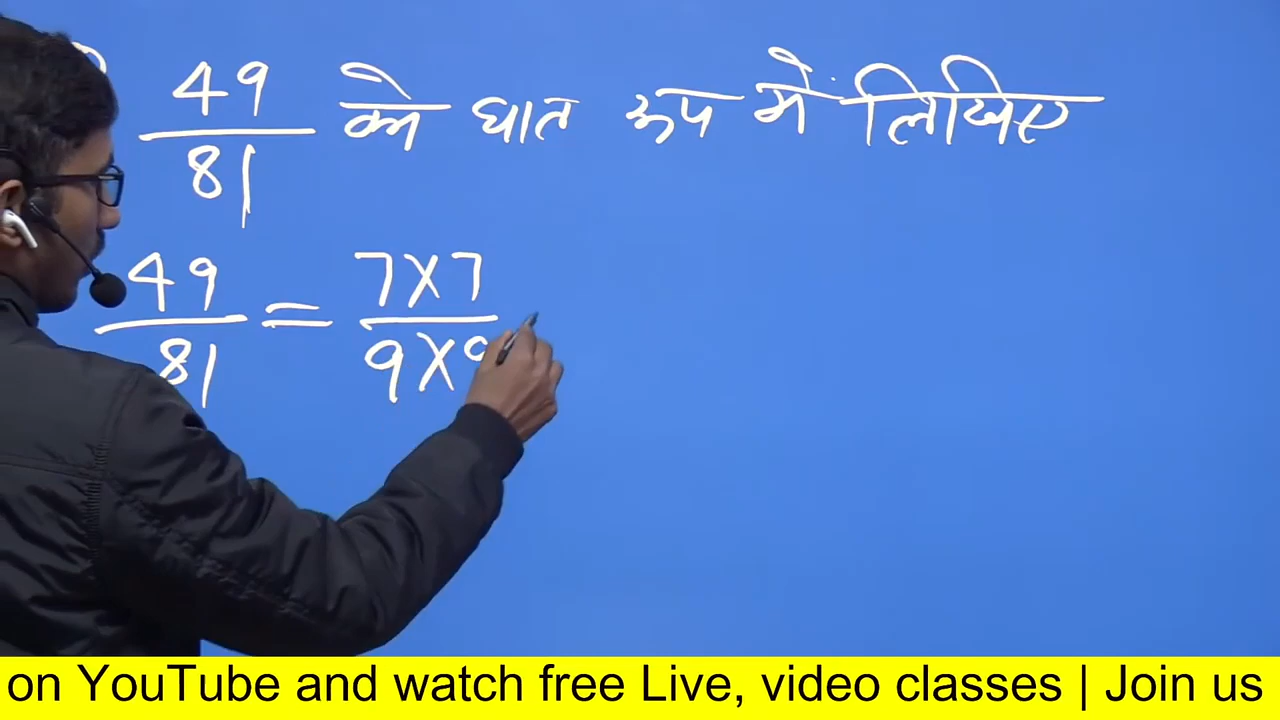 49/81 को घात रूप में लिखिए
49/81 = 7×7/9×9
on YouTube and watch free Live, video classes | Join us